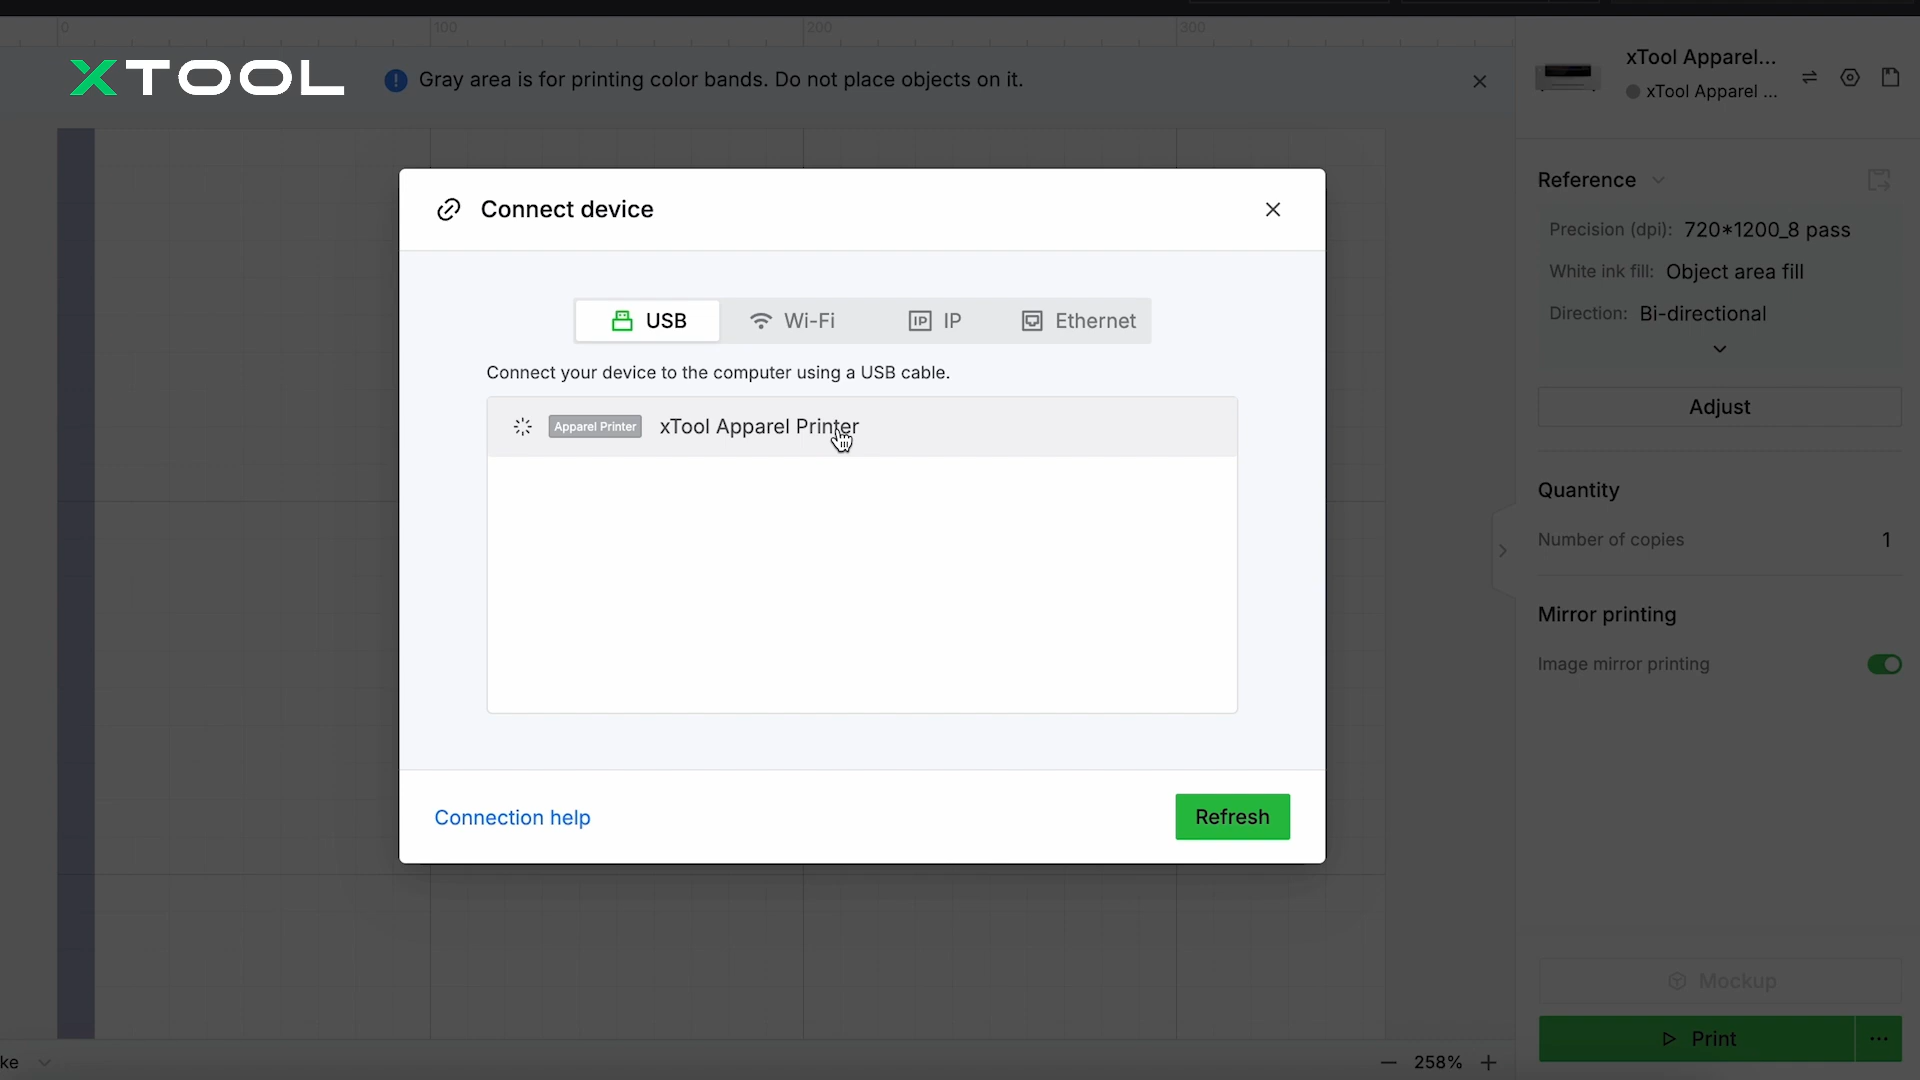 0 100 200 300
XTOOL
Gray area is for printing color bands. Do not place objects on it.
xTool Apparel...
xTool Apparel ...
Connect device
USB Wi-Fi IP IP Ethernet
Connect your device to the computer using a USB cable.
Apparel Printer xTool Apparel Printer
Connection help
Refresh
Reference
Precision (dpi): 720*1200_8 pass
White ink fill: Object area fill
Direction: Bi-directional
Adjust
Quantity
Number of copies 1
Mirror printing
Image mirror printing
Mockup
Print
ke
258%